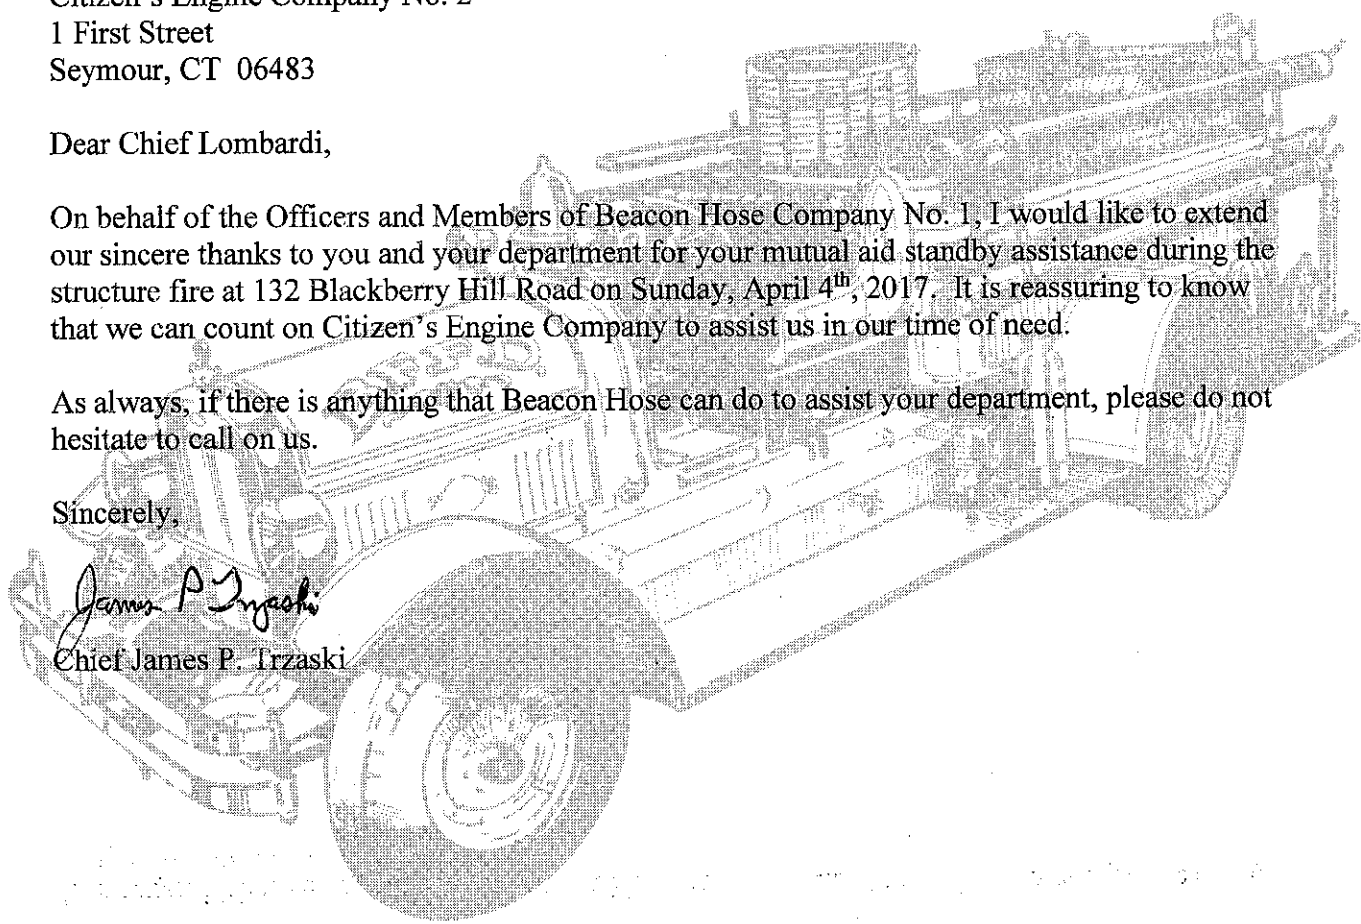 Citizen's Engine Company No. 2
1 First Street
Seymour, CT 06483
Dear Chief Lombardi,
On behalf of the Officers and Members of Beacon Hose Company No. 1, I would like to extend
our sincere thanks to you and your department for your mutual aid standby assistance during the
structure fire at 132 Blackberry Hill Road on Sunday, April 4th, 2017. It is reassuring to know
that we can count on Citizen's Engine Company to assist us in our time of need.
As always, if there is anything that Beacon Hose can do to assist your department, please do not
hesitate to call on us.
Sincerely,
James P Trzaski
Chief James P. Trzaski